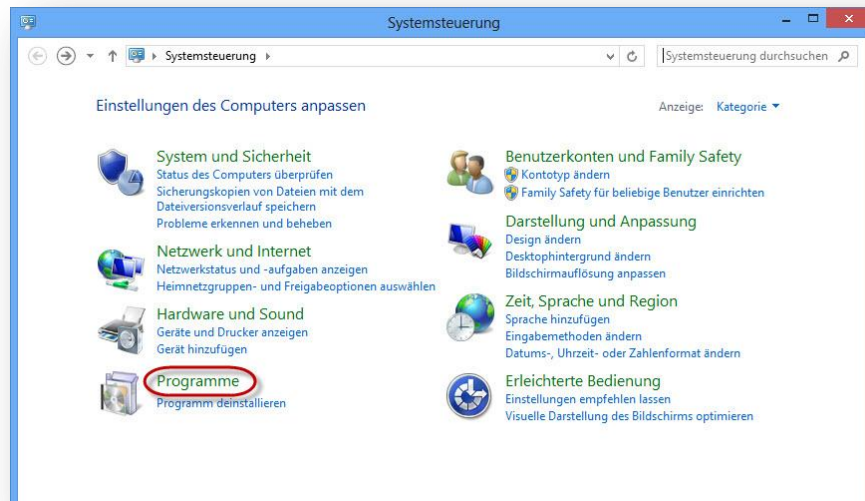 Systemsteuerung
Systemsteuerung
Systemsteuerung durchsuchen
Einstellungen des Computers anpassen
Anzeige: Kategorie
System und Sicherheit
Status des Computers überprüfen
Sicherungskopien von Dateien mit dem
Dateiversionsverlauf speichern
Probleme erkennen und beheben
Netzwerk und Internet
Netzwerkstatus und -aufgaben anzeigen
Heimnetzgruppen- und Freigabeoptionen auswählen
Hardware und Sound
Geräte und Drucker anzeigen
Gerät hinzufügen
Programme
Programm deinstallieren
Benutzerkonten und Family Safety
Kontotyp ändern
Family Safety für beliebige Benutzer einrichten
Darstellung und Anpassung
Design ändern
Desktophintergrund ändern
Bildschirmauflösung anpassen
Zeit, Sprache und Region
Sprache hinzufügen
Eingabemethoden ändern
Datums-, Uhrzeit- oder Zahlenformat ändern
Erleichterte Bedienung
Einstellungen empfehlen lassen
Visuelle Darstellung des Bildschirms optimieren